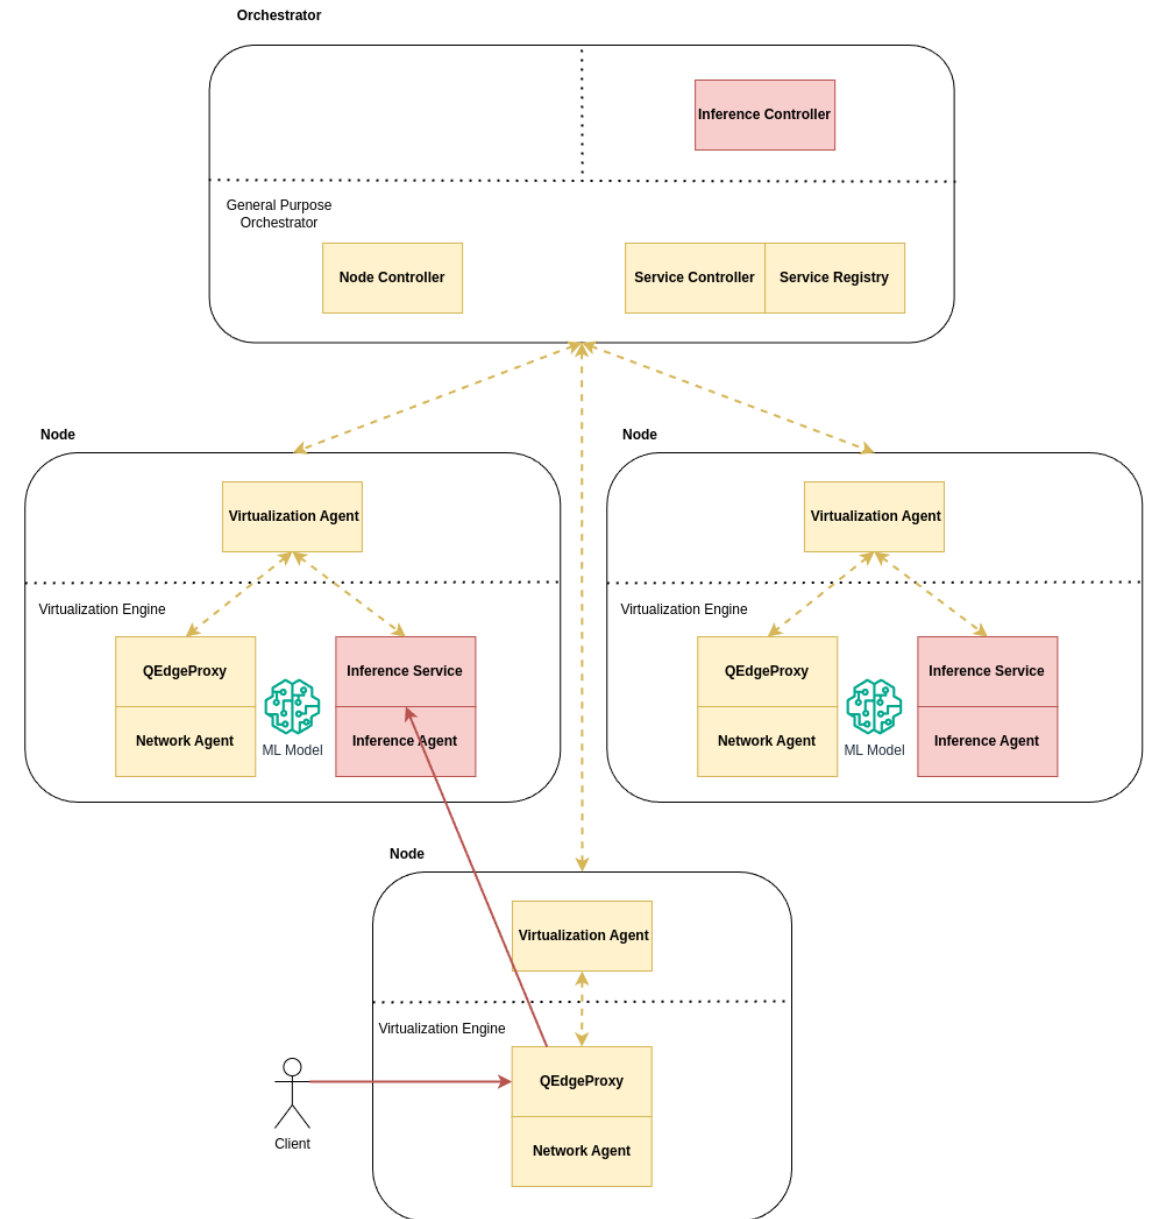 Orchestrator
Inference Controller
General Purpose
Orchestrator
Node Controller
Service Controller
Service Registry
Node
Virtualization Agent
Virtualization Engine
QEdgeProxy
Inference Service
Network Agent
ML Model
Inference Agent
Node
Virtualization Agent
Virtualization Engine
QEdgeProxy
Inference Service
Network Agent
ML Model
Inference Agent
Node
Virtualization Agent
Virtualization Engine
QEdgeProxy
Network Agent
Client